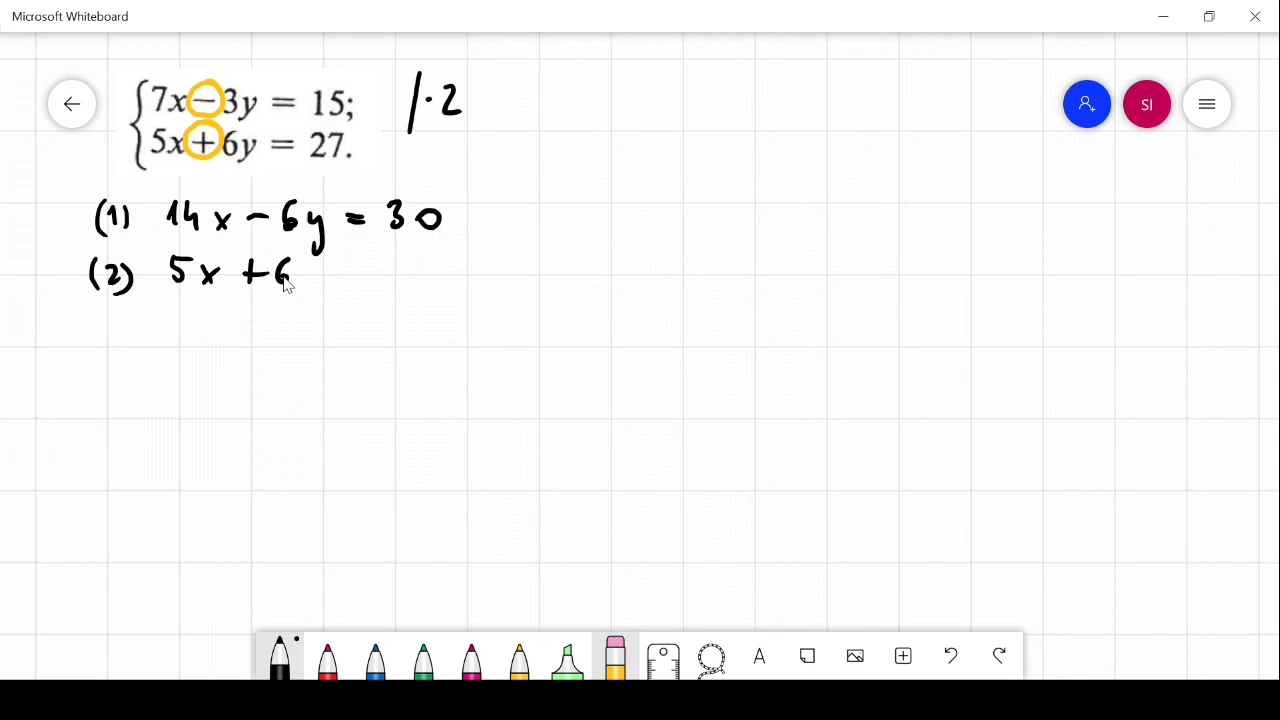 Microsoft Whiteboard
7x − 3y = 15; /·2
5x + 6y = 27.
SI
(1) 14x − 6y = 30
(2) 5x + 6
A